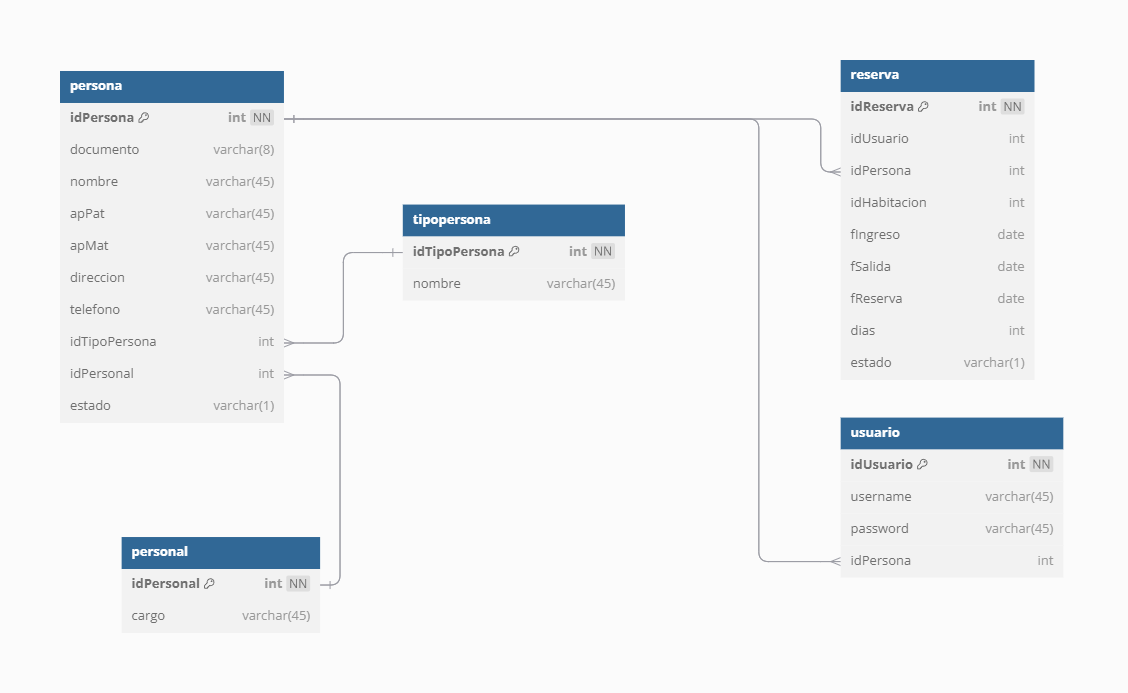 persona
idPersona int NN
documento varchar(8)
nombre varchar(45)
apPat varchar(45)
apMat varchar(45)
direccion varchar(45)
telefono varchar(45)
idTipoPersona int
idPersonal int
estado varchar(1)
tipopersona
idTipoPersona int NN
nombre varchar(45)
personal
idPersonal int NN
cargo varchar(45)
reserva
idReserva int NN
idUsuario int
idPersona int
idHabitacion int
fIngreso date
fSalida date
fReserva date
dias int
estado varchar(1)
usuario
idUsuario int NN
username varchar(45)
password varchar(45)
idPersona int